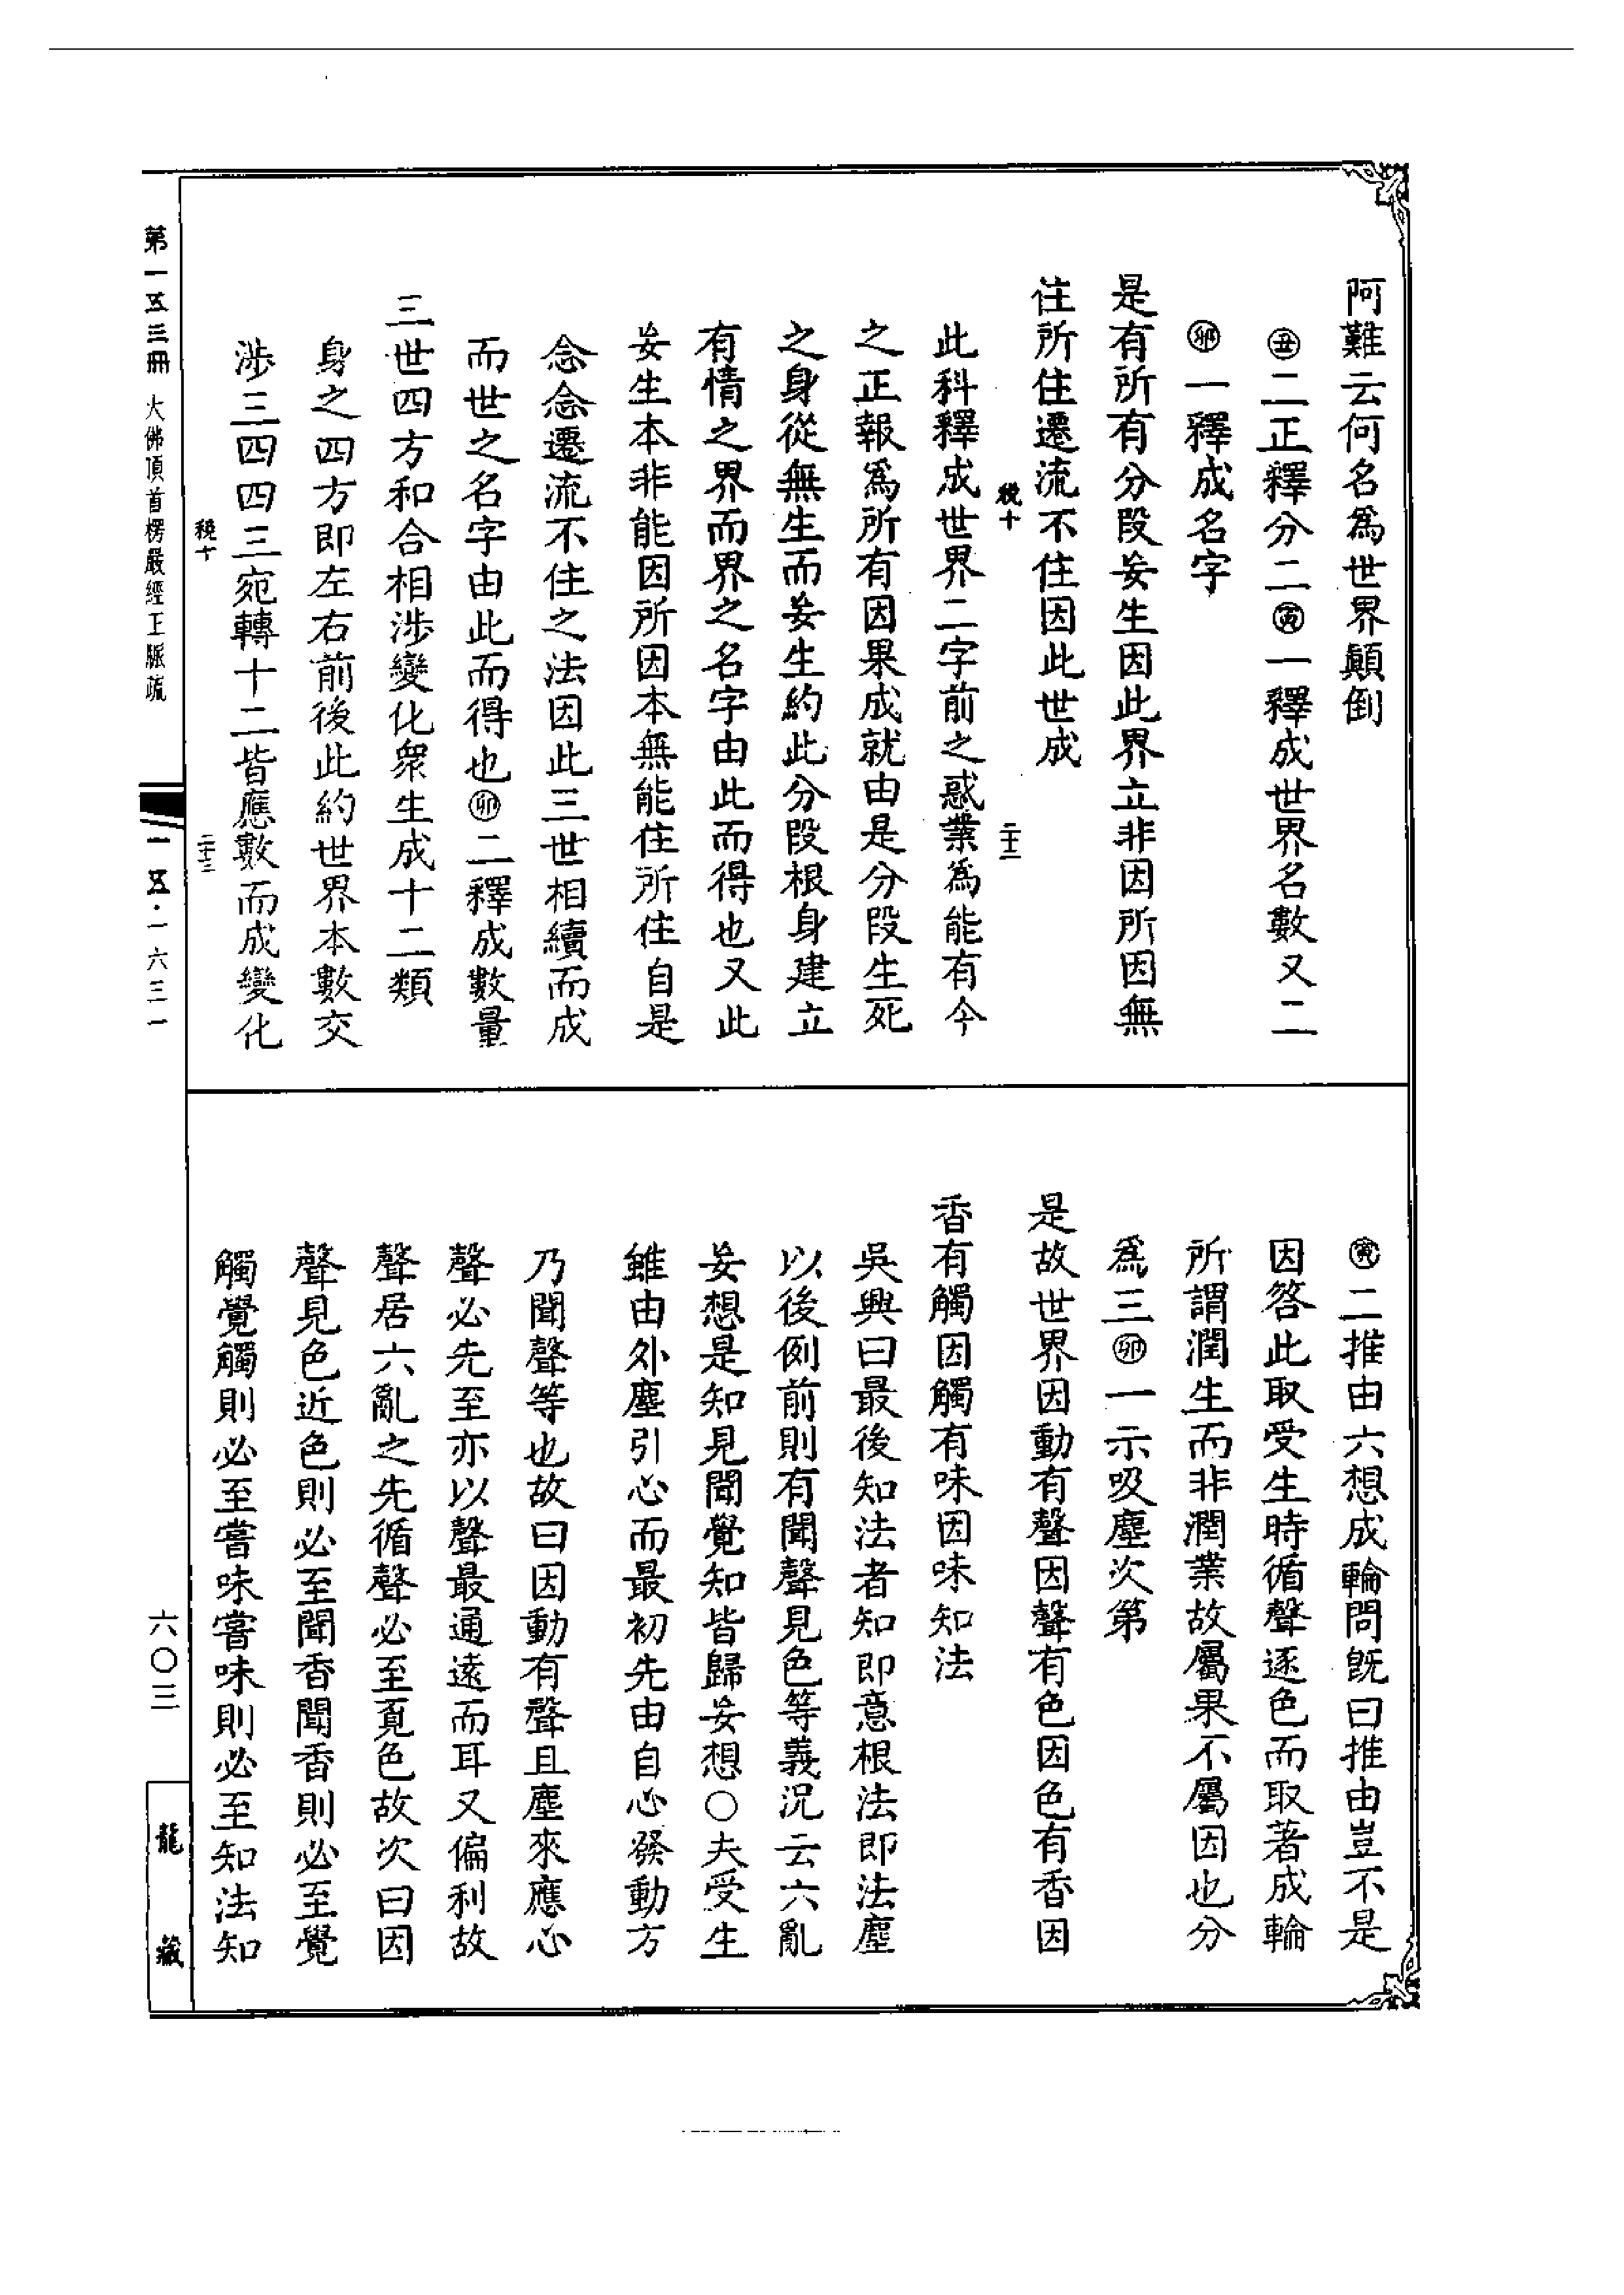 阿難云何名爲世界顚倒
㊄二正釋分二㊅一釋成世界名數又二
㊞一釋成名字
是有所有分段妄生因此界立非因所因無
住所住遷流不住因此世成
稅十
二十三
此科釋成世界二字前之惑業爲能有今
之正報爲所有因果成就由是分段生死
之身從無生而妄生約此分段根身建立
有情之界而界之名字由此而得也又此
妄生本非能因所因本無能住所住自是
念念遷流不住之法因此三世相續而成
而世之名字由此而得也卯二釋成數量
三世四方和合相涉變化衆生成十二類
身之四方即左右前後此約世界本數交
涉三四四三宛轉十二皆應數而成變化
稅十
二十三
寅二推由六想成輪問旣曰推由豈不是
因答此取受生時循聲逐色而取著成輪
所謂潤生而非潤業故屬果不屬因也分
爲三卯一示吸塵次第
是故世界因動有聲因聲有色因色有香因
香有觸因觸有味因味知法
吳興曰最後知法者知即意根法即法塵
以後例前則有聞聲見色等義況云六亂
妄想是知見聞覺知皆歸妄想○夫受生
雖由外塵引心而最初先由自心發動方
乃聞聲等也故曰因動有聲且塵來應心
聲必先至亦以聲最通遠而耳又偏利故
聲居六亂之先循聲必至覓色故次曰因
聲見色近色則必至聞香聞香則必至覺
觸覺觸則必至嘗味嘗味則必至知法知
第一五三冊 大佛頂首楞嚴經正脈疏
一五·一六三一
六〇三
龍藏